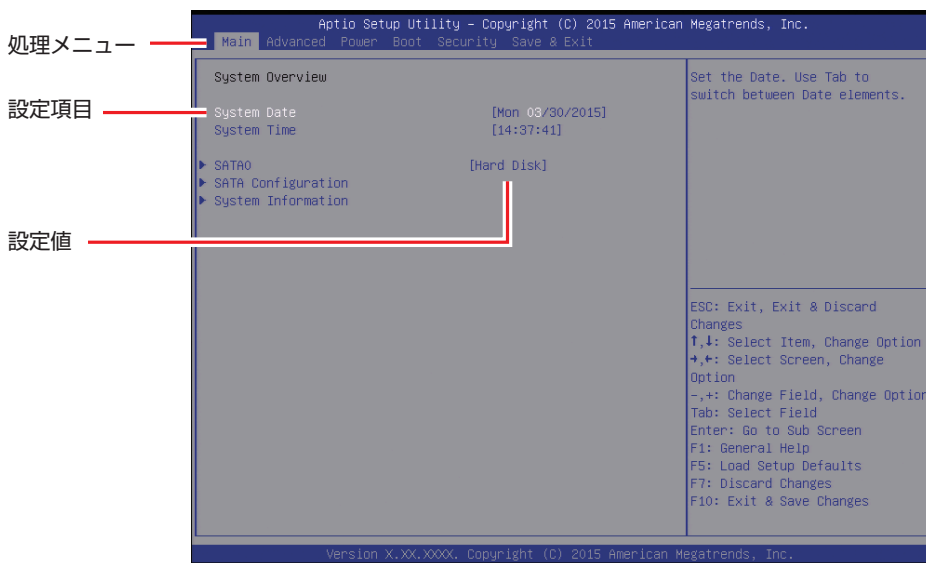 Aptio Setup Utility – Copyright (C) 2015 American Megatrends, Inc.
処理メニュー
Main Advanced Power Boot Security Save & Exit
System Overview
設定項目
System Date [Mon 03/30/2015]
System Time [14:37:41]
SATA0 [Hard Disk]
SATA Configuration
System Information
設定値
Set the Date. Use Tab to
switch between Date elements.
ESC: Exit, Exit & Discard
Changes
↑,↓: Select Item, Change Option
→,←: Select Screen, Change
Option
-,+: Change Field, Change Option
Tab: Select Field
Enter: Go to Sub Screen
F1: General Help
F5: Load Setup Defaults
F7: Discard Changes
F10: Exit & Save Changes
Version X.XX.XXXX. Copyright (C) 2015 American Megatrends, Inc.